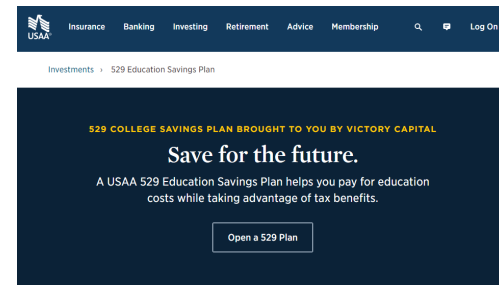 USAA®
Insurance Banking Investing Retirement Advice Membership Log On
Investments › 529 Education Savings Plan
529 COLLEGE SAVINGS PLAN BROUGHT TO YOU BY VICTORY CAPITAL
Save for the future.
A USAA 529 Education Savings Plan helps you pay for education
costs while taking advantage of tax benefits.
Open a 529 Plan